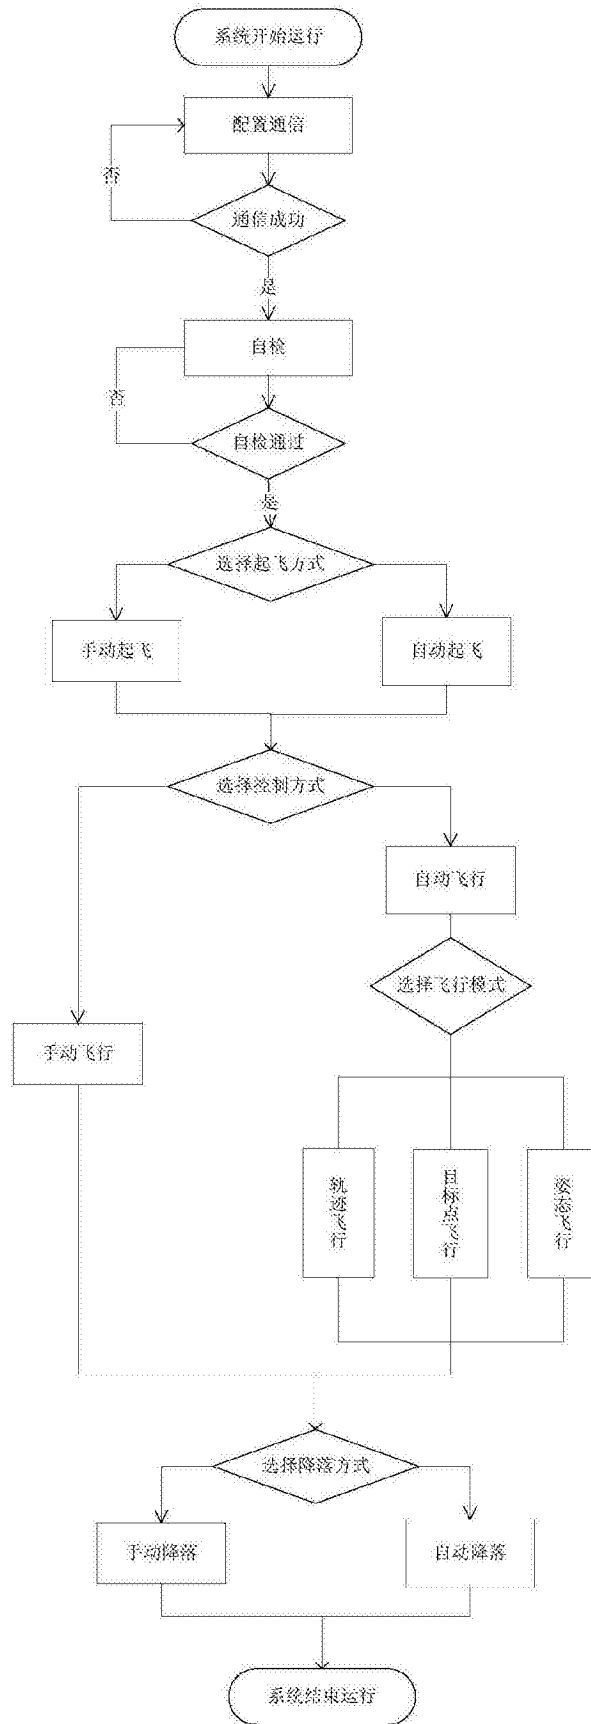 系统开始运行
配置通信
否
通信成功
是
自检
否
自检通过
是
选择起飞方式
手动起飞
自动起飞
选择控制方式
自动飞行
选择飞行模式
手动飞行
轨迹飞行
目标点飞行
姿态飞行
选择降落方式
手动降落
自动降落
系统结束运行